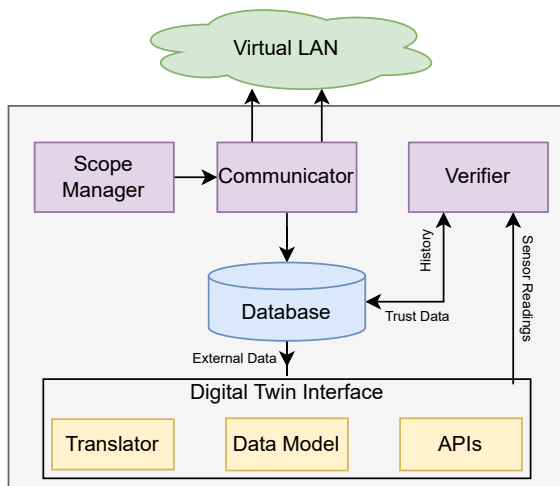 Virtual LAN
Scope
Manager
Communicator
Verifier
History
Sensor Readings
Database
Trust Data
External Data
Digital Twin Interface
Translator
Data Model
APIs